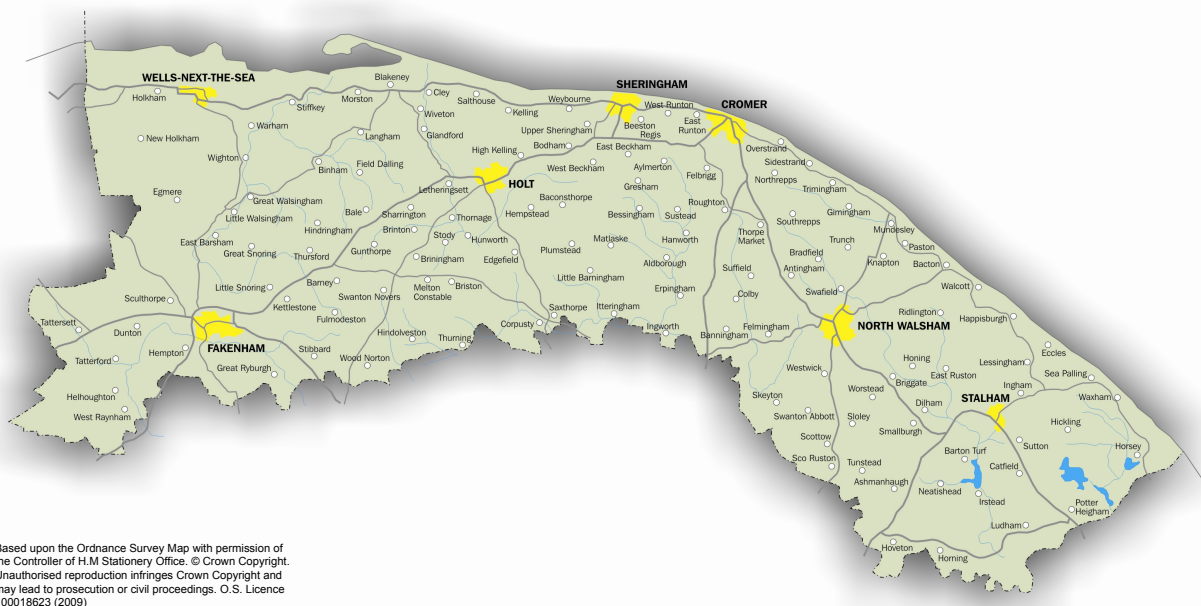 WELLS-NEXT-THE-SEA
Holkham
Stiffkey
Morston
Blakeney
Cley
Wiveton
Glandford
Salthouse
Kelling
Weybourne
SHERINGHAM
Upper Sheringham
Beeston
Regis
West Runton
East
Runton
CROMER
Overstrand
Sidestrand
New Holkham
Warham
Wighton
Langham
Binham
Field Dalling
High Kelling
Bodham
East Beckham
West Beckham
Aylmerton
Felbrigg
Northrepps
Trimingham
Egmere
Great Walsingham
Little Walsingham
Hindringham
Bale
Letheringsett
HOLT
Sharrington
Brinton
Thornage
Stody
Hunworth
Hempstead
Baconsthorpe
Gresham
Bessingham
Sustead
Roughton
Southrepps
Gimingham
Mundesley
Paston
East Barsham
Great Snoring
Thursford
Gunthorpe
Briningham
Edgefield
Plumstead
Matlaske
Hanworth
Thorpe
Market
Bradfield
Trunch
Knapton
Bacton
Sculthorpe
Little Snoring
Kettlestone
Barney
Swanton Novers
Fulmodeston
Melton
Constable
Briston
Little Barningham
Aldborough
Erpingham
Suffield
Colby
Antingham
Swafield
Walcott
Tattersett
Dunton
FAKENHAM
Hempton
Great Ryburgh
Stibbard
Wood Norton
Hindolveston
Thurning
Corpusty
Saxthorpe
Itteringham
Ingworth
Banningham
Felmingham
NORTH WALSHAM
Ridlington
Happisburgh
Tatterford
Helhoughton
West Raynham
Westwick
Honing
Briggate
East Ruston
Lessingham
Eccles
Sea Palling
Ingham
Waxham
Skeyton
Worstead
Dilham
STALHAM
Swanton Abbott
Sloley
Smallburgh
Hickling
Scottow
Sutton
Horsey
Sco Ruston
Tunstead
Barton Turf
Catfield
Ashmanhaugh
Neatishead
Irstead
Potter
Heigham
Ludham
Hoveton
Horning
Based upon the Ordnance Survey Map with permission of
the Controller of H.M Stationery Office. © Crown Copyright.
Unauthorised reproduction infringes Crown Copyright and
may lead to prosecution or civil proceedings. O.S. Licence
00018623 (2009)